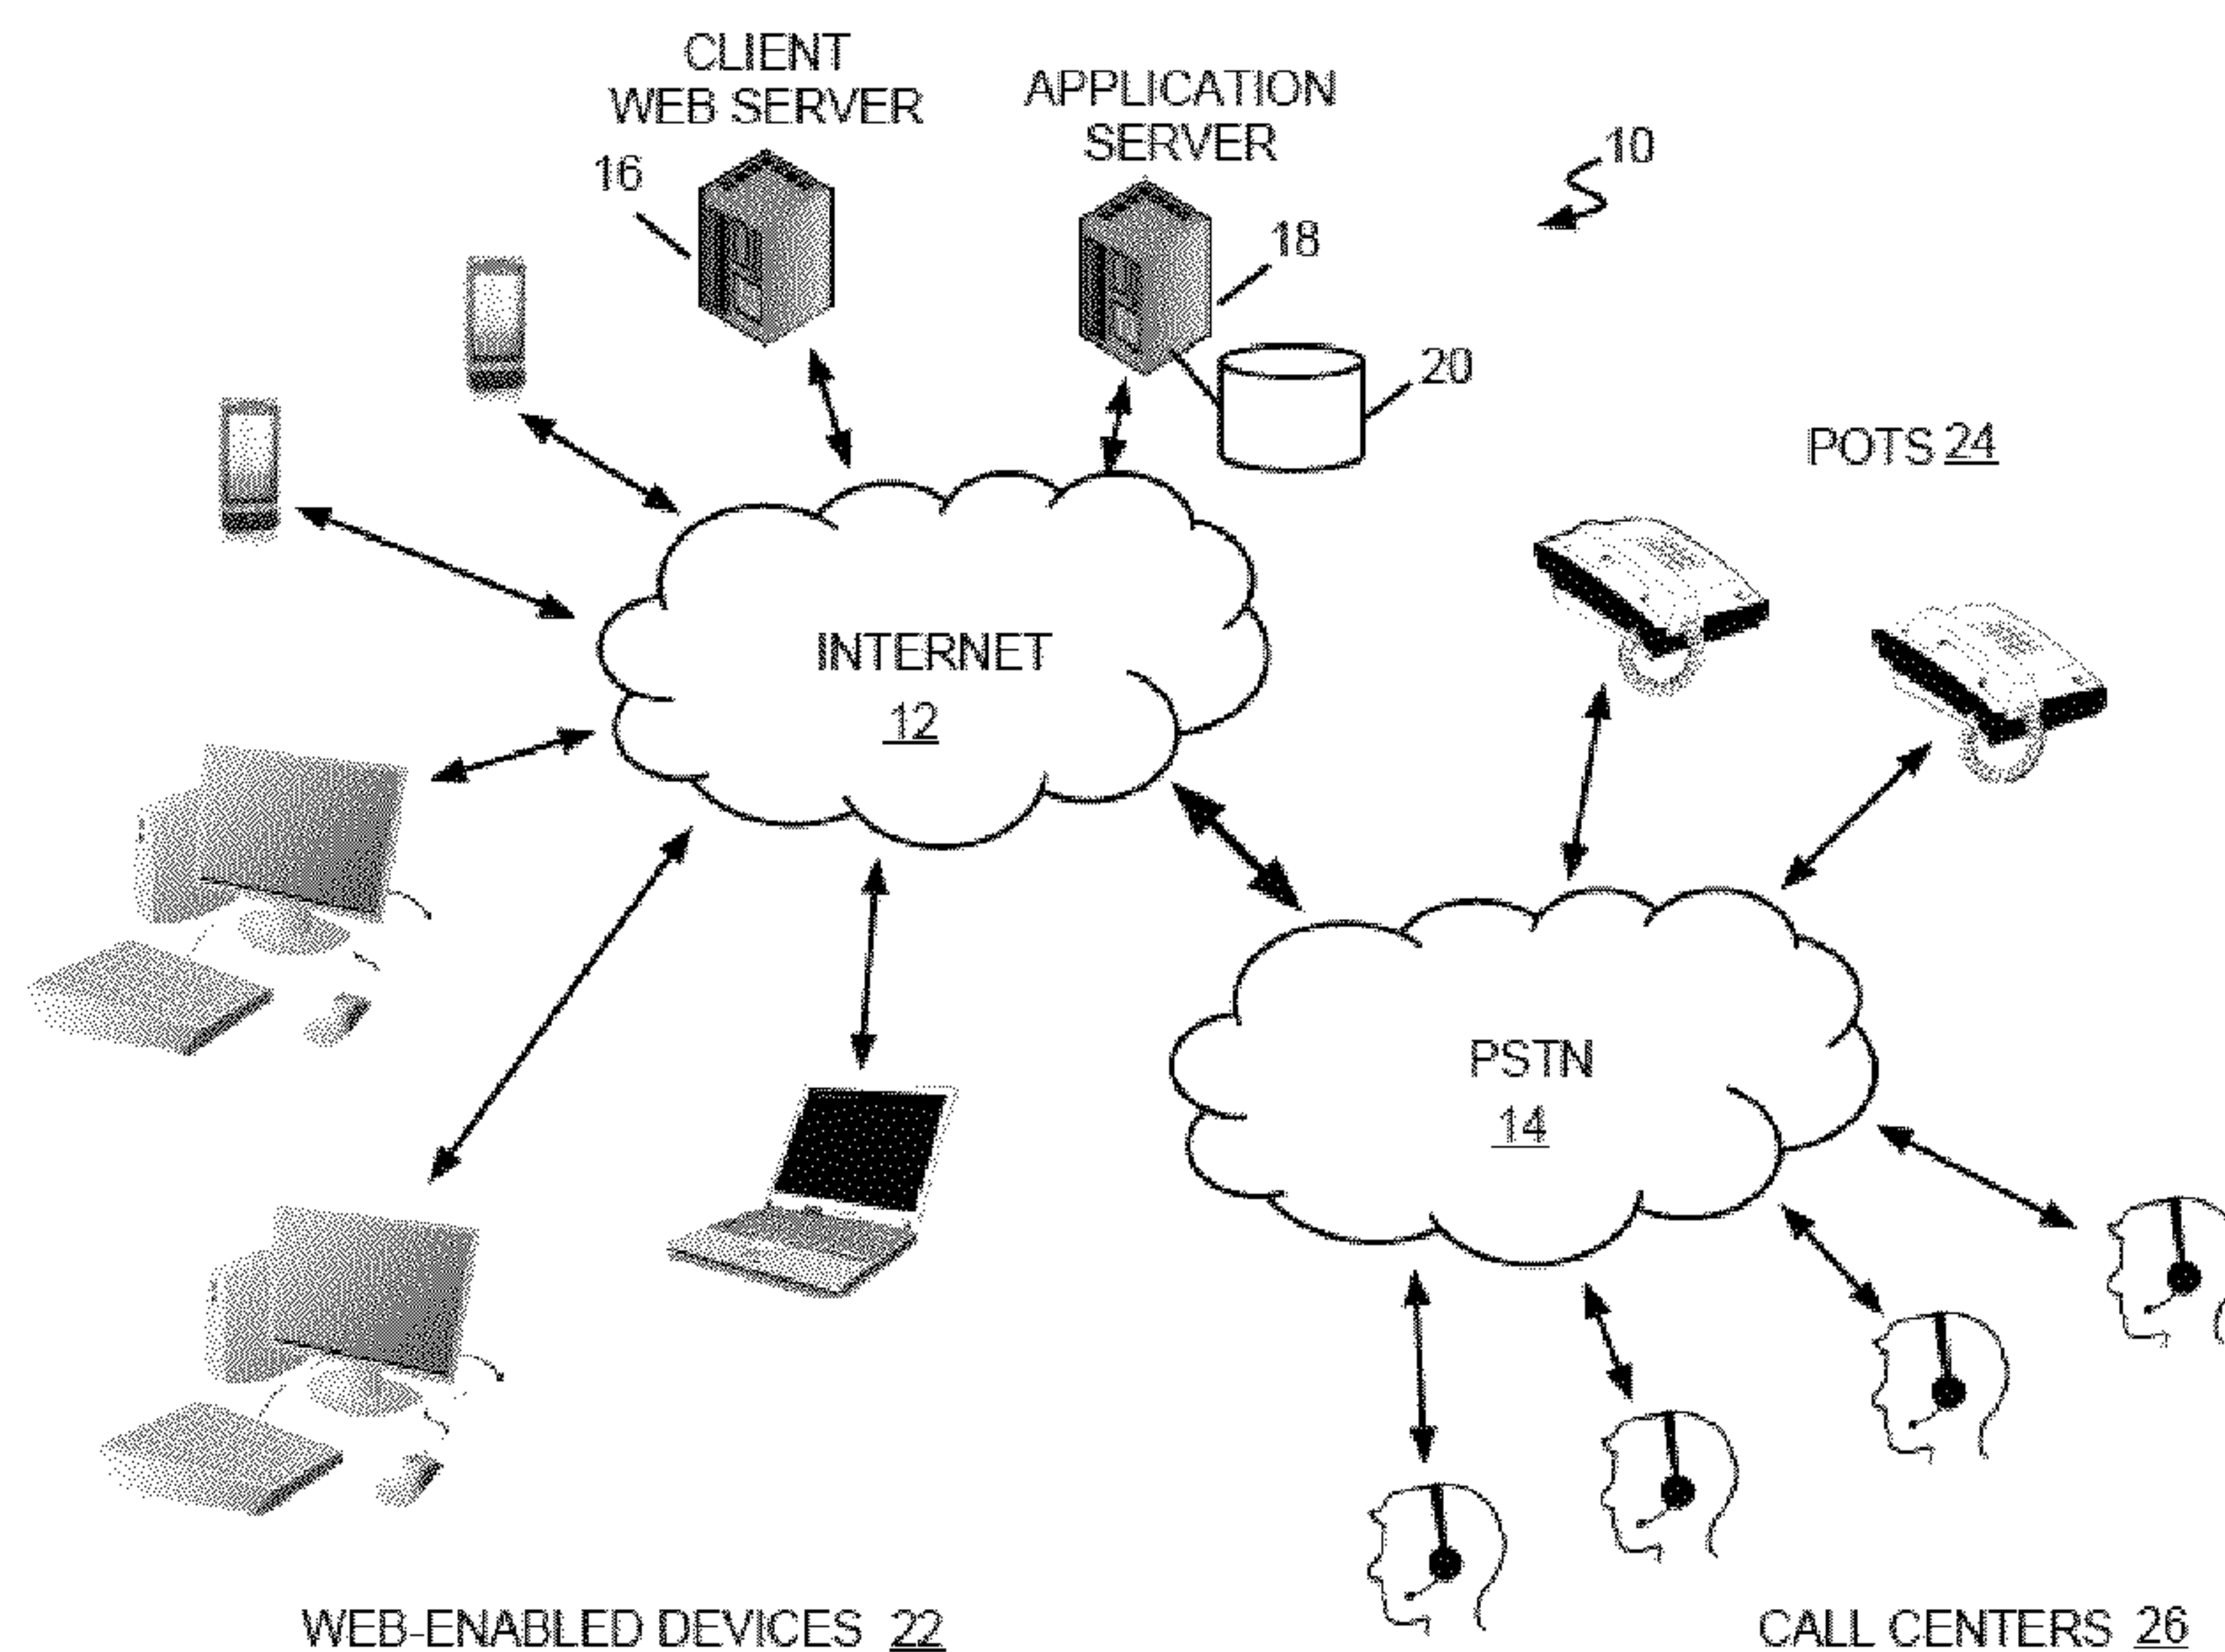 CLIENT
WEB SERVER
APPLICATION
SERVER
10
16
18
20
POTS 24
INTERNET
12
PSTN
14
WEB-ENABLED DEVICES 22
CALL CENTERS 26